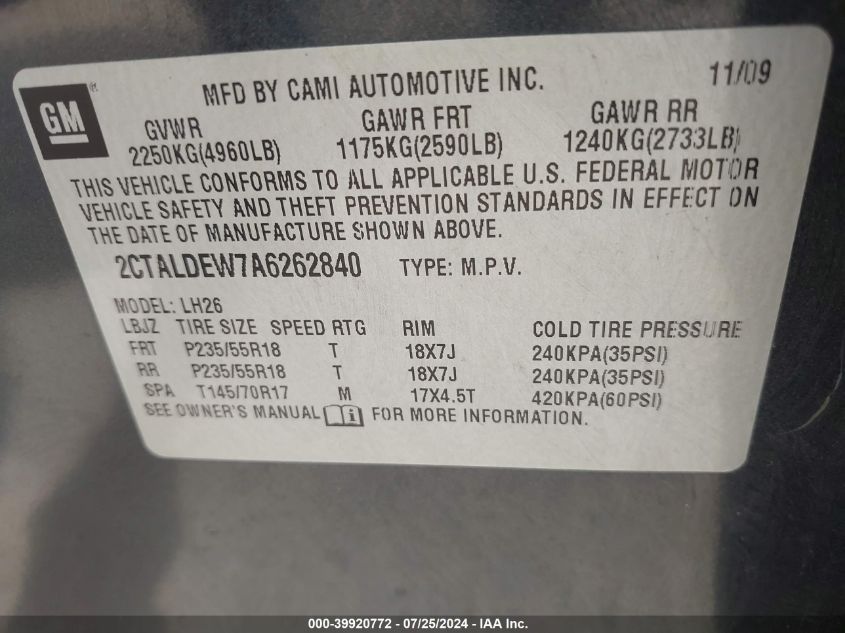 GM®
MFD BY CAMI AUTOMOTIVE INC. 11/09
GVWR GAWR FRT GAWR RR
2250KG(4960LB) 1175KG(2590LB) 1240KG(2733LB)
THIS VEHICLE CONFORMS TO ALL APPLICABLE U.S. FEDERAL MOTOR
VEHICLE SAFETY AND THEFT PREVENTION STANDARDS IN EFFECT ON
THE DATE OF MANUFACTURE SHOWN ABOVE.
2CTALDEW7A6262840 TYPE: M.P.V.
MODEL: LH26
LBJZ TIRE SIZE SPEED RTG RIM COLD TIRE PRESSURE
FRT P235/55R18 T 18X7J 240KPA(35PSI)
RR P235/55R18 T 18X7J 240KPA(35PSI)
SPA T145/70R17 M 17X4.5T 420KPA(60PSI)
SEE OWNER'S MANUAL FOR MORE INFORMATION.
000-39920772 - 07/25/2024 - IAA Inc.